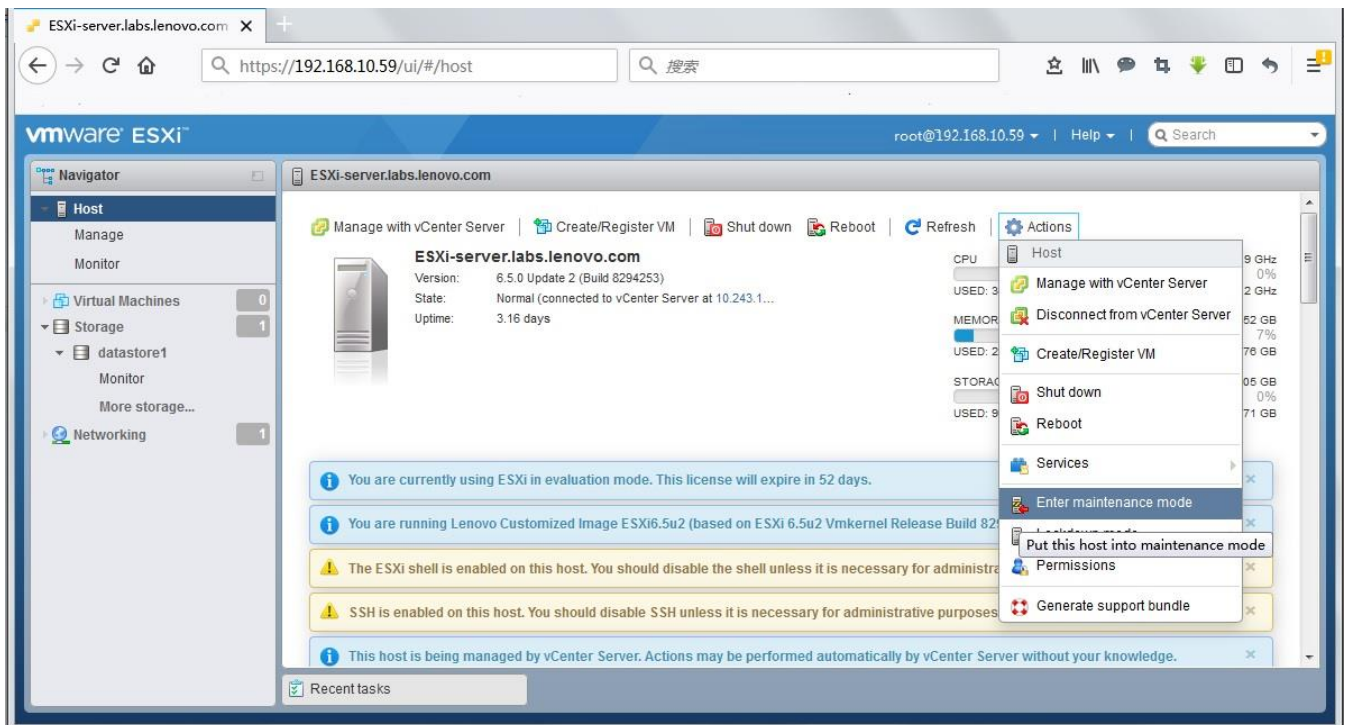 ESXi-server.labs.lenovo.com
https://192.168.10.59/ui/#/host
搜索
vmware ESXi™
root@192.168.10.59 | Help | Search
Navigator
Host
Manage
Monitor
Virtual Machines 0
Storage 1
datastore1
Monitor
More storage...
Networking 1
ESXi-server.labs.lenovo.com
Manage with vCenter Server | Create/Register VM | Shut down Reboot | Refresh | Actions
ESXi-server.labs.lenovo.com
Version: 6.5.0 Update 2 (Build 8294253)
State: Normal (connected to vCenter Server at 10.243.1...
Uptime: 3.16 days
CPU 9 GHz
0%
USED: 3 2 GHz
MEMOR 52 GB
7%
USED: 2 76 GB
STORAG 05 GB
0%
USED: 9 71 GB
Host
Manage with vCenter Server
Disconnect from vCenter Server
Create/Register VM
Shut down
Reboot
Services
Enter maintenance mode
Put this host into maintenance mode
Permissions
Generate support bundle
You are currently using ESXi in evaluation mode. This license will expire in 52 days.
You are running Lenovo Customized Image ESXi6.5u2 (based on ESXi 6.5u2 Vmkernel Release Build 82
The ESXi shell is enabled on this host. You should disable the shell unless it is necessary for administra
SSH is enabled on this host. You should disable SSH unless it is necessary for administrative purposes
This host is being managed by vCenter Server. Actions may be performed automatically by vCenter Server without your knowledge.
Recent tasks